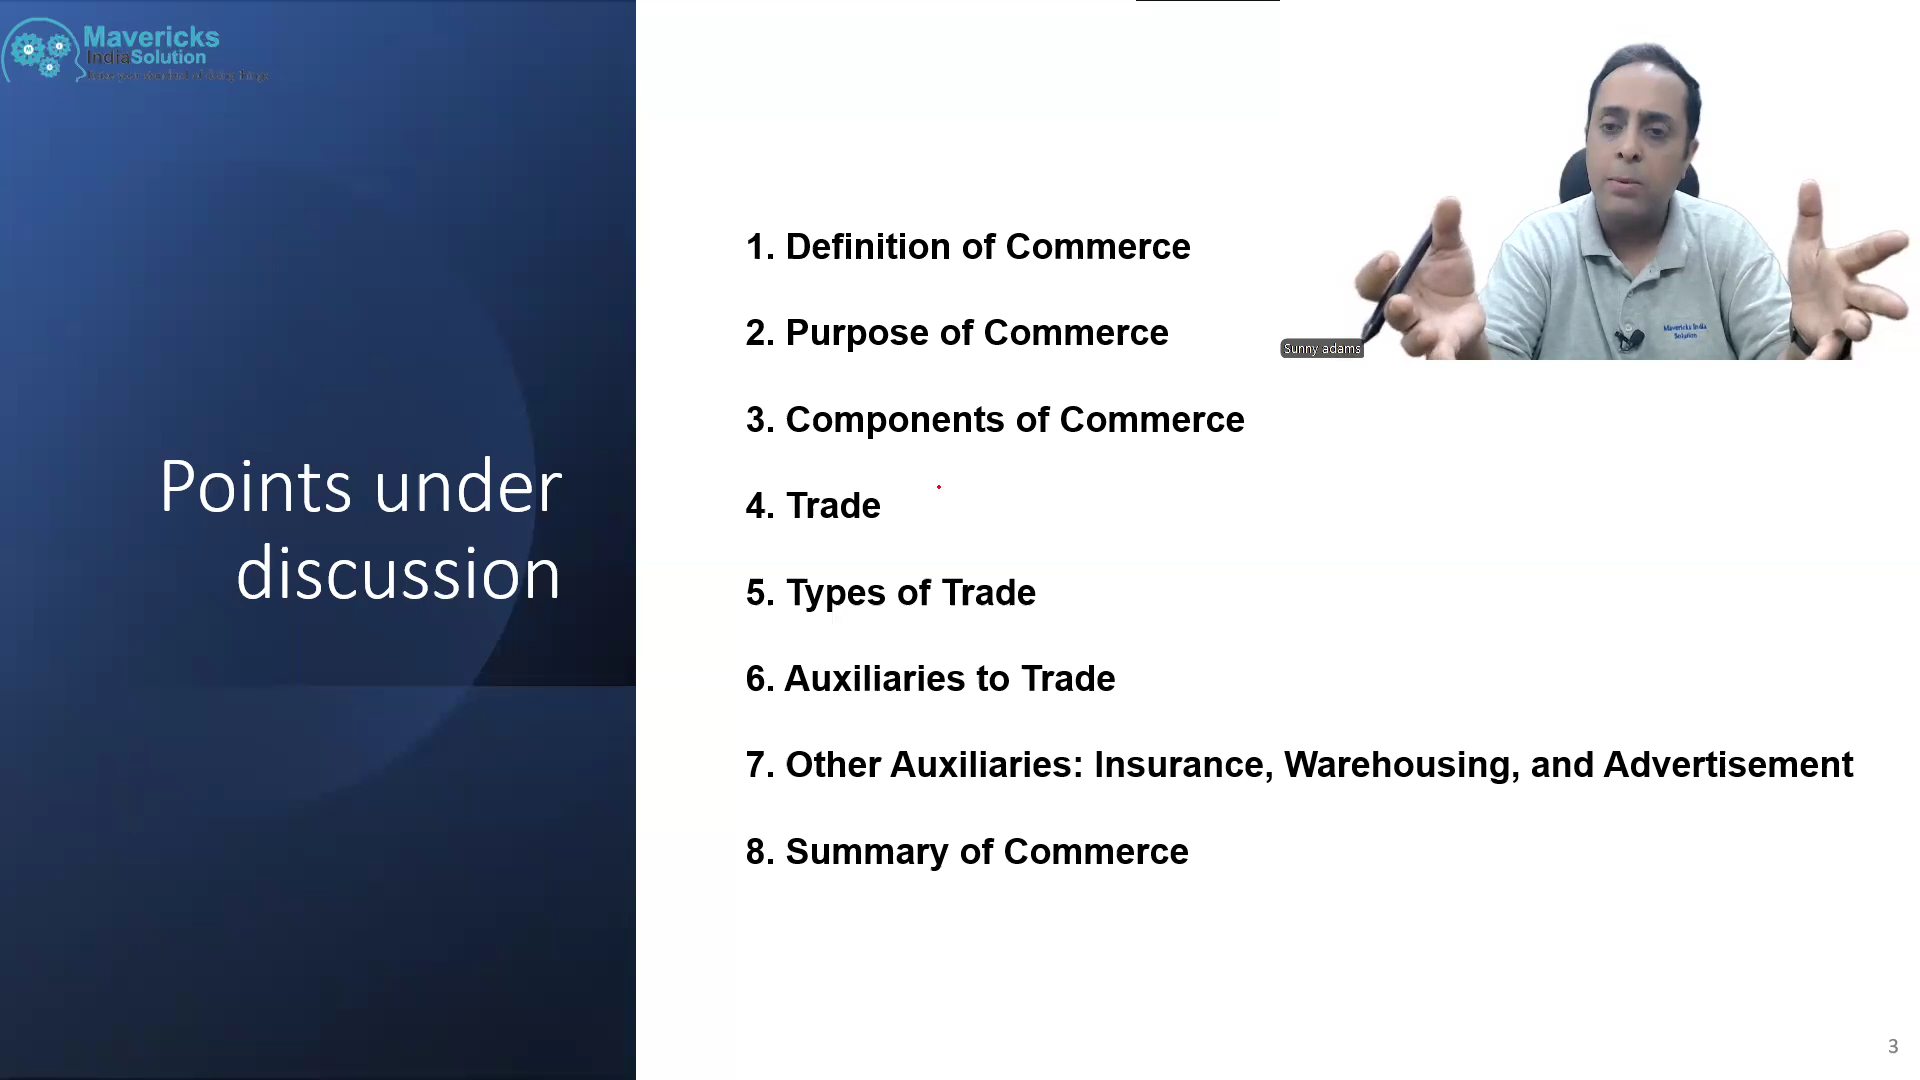 Mavericks
IndiaSolution
Points under
discussion
1. Definition of Commerce
2. Purpose of Commerce
3. Components of Commerce
4. Trade
5. Types of Trade
6. Auxiliaries to Trade
7. Other Auxiliaries: Insurance, Warehousing, and Advertisement
8. Summary of Commerce
Sunny adams
Mavericks India
Solution
3